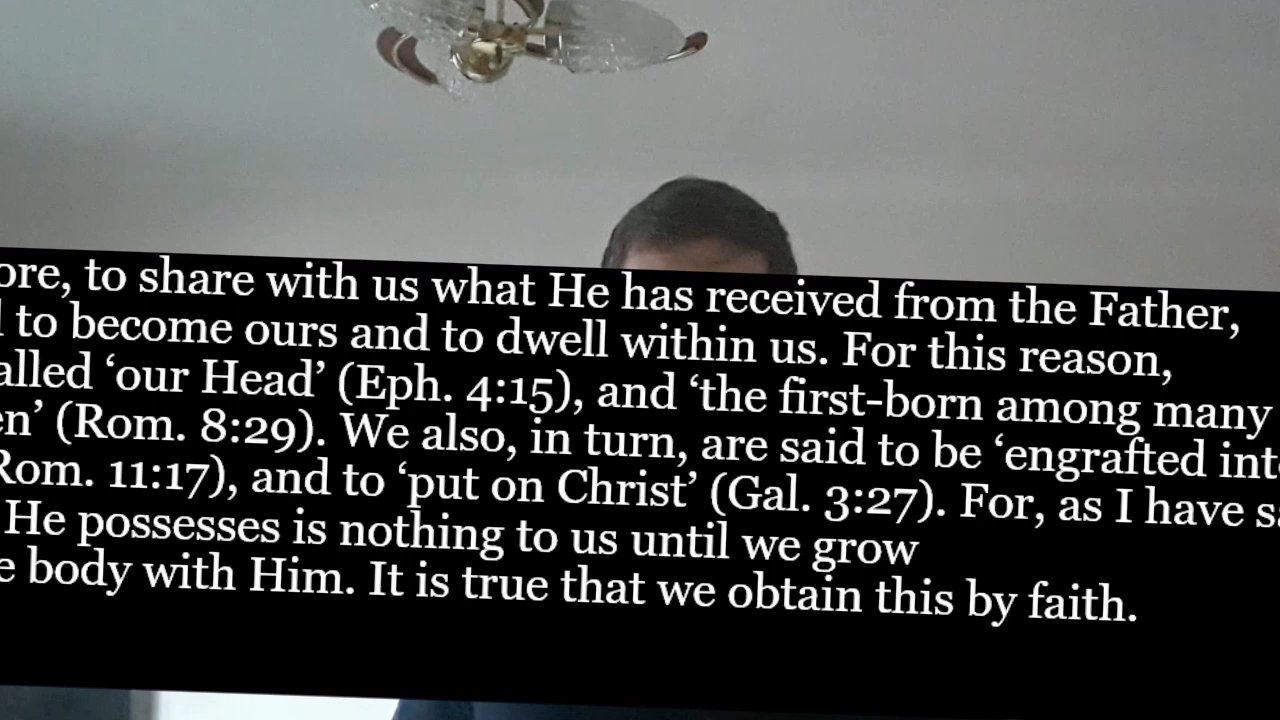 ore, to share with us what He has received from the Father,
to become ours and to dwell within us. For this reason,
alled ‘our Head’ (Eph. 4:15), and ‘the first-born among many
en’ (Rom. 8:29). We also, in turn, are said to be ‘engrafted int
Rom. 11:17), and to ‘put on Christ’ (Gal. 3:27). For, as I have s
He possesses is nothing to us until we grow
e body with Him. It is true that we obtain this by faith.